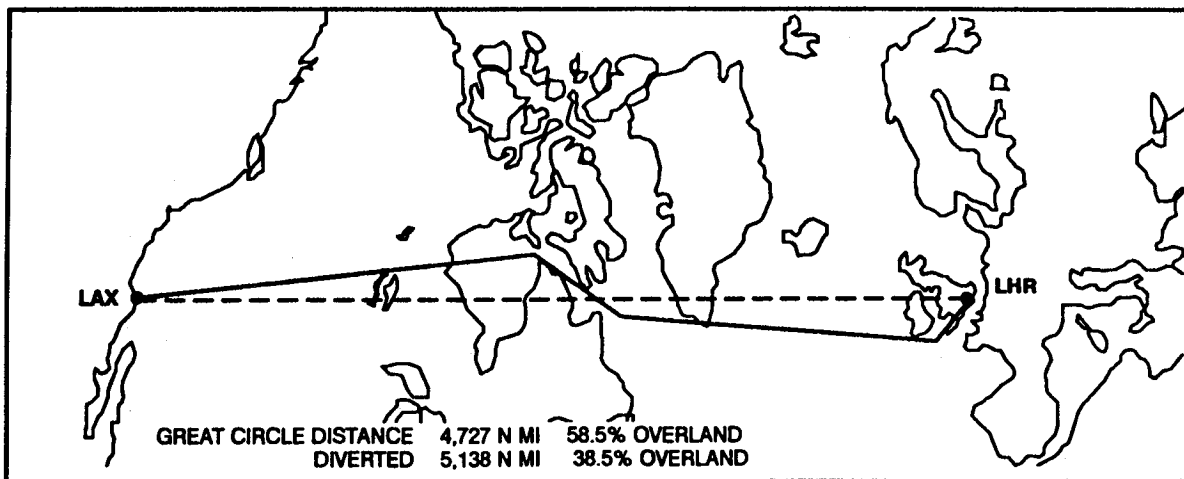 LAX
LHR
GREAT CIRCLE DISTANCE 4,727 N MI 58.5% OVERLAND
DIVERTED 5,138 N MI 38.5% OVERLAND